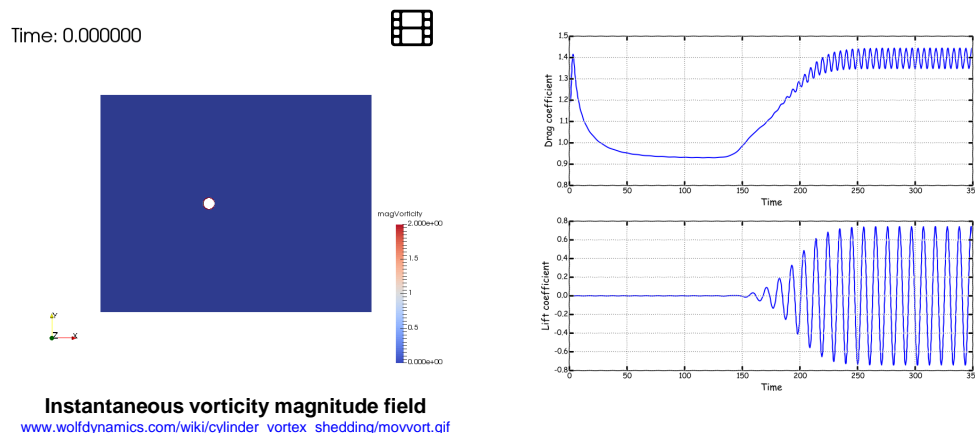 Time: 0.000000
magVorticity
2.000e+00
1.5
1
0.5
0.000e+00
Y
Z
X
Instantaneous vorticity magnitude field
www.wolfdynamics.com/wiki/cylinder_vortex_shedding/movvort.gif
1.5
1.4
1.3
1.2
1.1
1.0
0.9
0.8
Drag coefficient
0 50 100 150 200 250 300 35
Time
0.8
0.6
0.4
0.2
0.0
-0.2
-0.4
-0.6
-0.8
Lift coefficient
0 50 100 150 200 250 300 35
Time